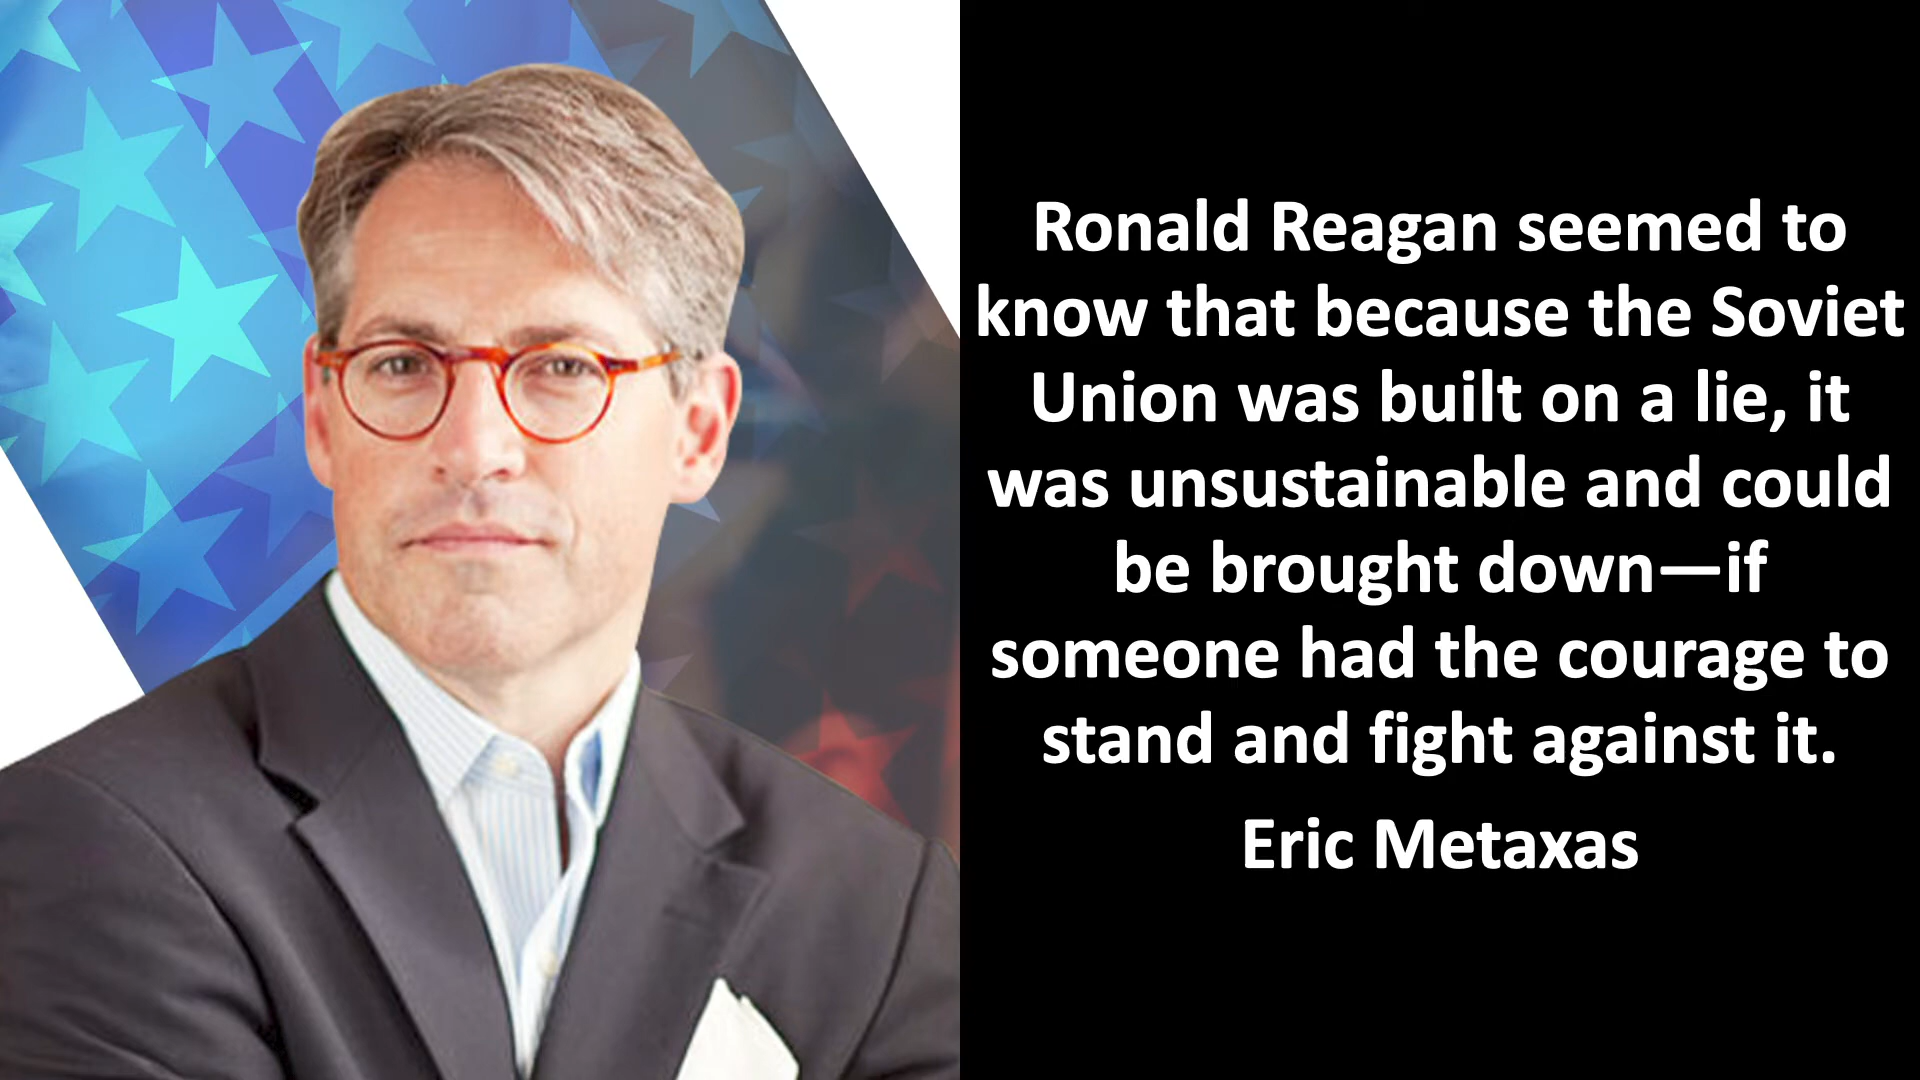 Ronald Reagan seemed to
know that because the Soviet
Union was built on a lie, it
was unsustainable and could
be brought down—if
someone had the courage to
stand and fight against it.
Eric Metaxas